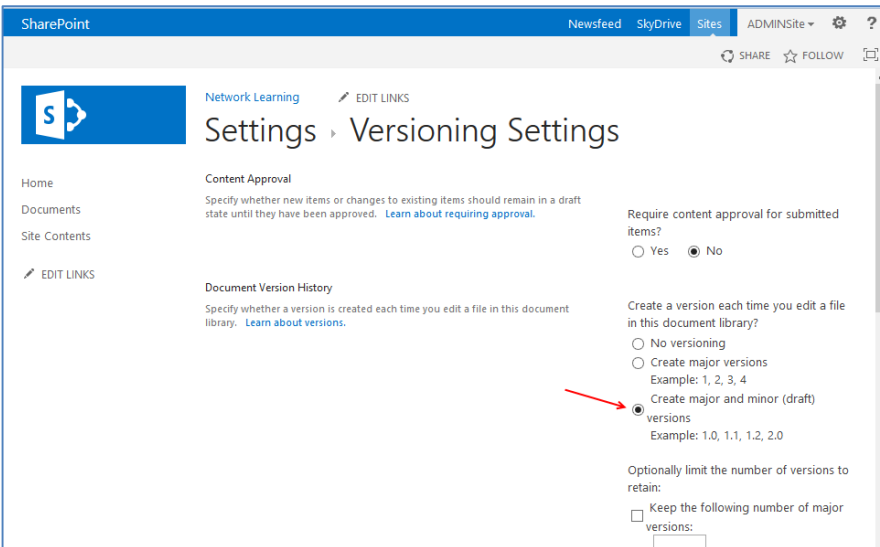 SharePoint
Newsfeed SkyDrive Sites ADMINSite ?
SHARE FOLLOW
S
Network Learning EDIT LINKS
Settings Versioning Settings
Home
Documents
Site Contents
EDIT LINKS
Content Approval
Specify whether new items or changes to existing items should remain in a draft
state until they have been approved. Learn about requiring approval.
Require content approval for submitted
items?
Yes No
Document Version History
Specify whether a version is created each time you edit a file in this document
library. Learn about versions.
Create a version each time you edit a file
in this document library?
No versioning
Create major versions
Example: 1, 2, 3, 4
Create major and minor (draft)
versions
Example: 1.0, 1.1, 1.2, 2.0
Optionally limit the number of versions to
retain:
Keep the following number of major
versions: